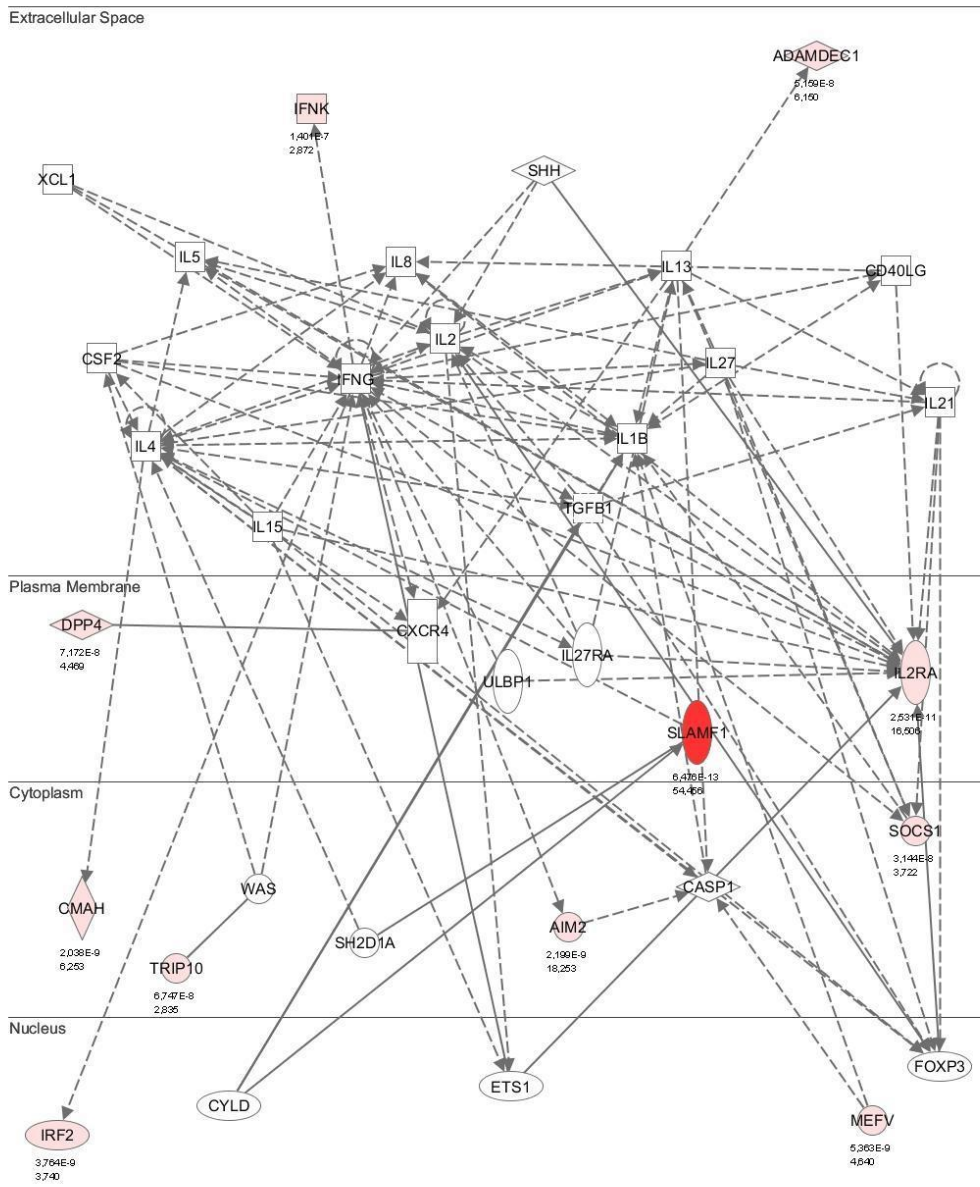 Extracellular Space
ADAMDEC1
5,159E-8
6,150
IFNK
1,401E-7
2,872
XCL1
SHH
IL5
IL8
IL13
CD40LG
IL2
CSF2
IFNG
IL27
IL21
IL4
IL1B
TGFB1
IL15
Plasma Membrane
DPP4
7,172E-8
4,469
CXCR4
IL27RA
ULBP1
IL2RA
2,531E-11
16,506
SLAMF1
6,476E-13
54,456
Cytoplasm
SOCS1
3,144E-8
3,722
CASP1
WAS
CMAH
2,038E-9
6,253
SH2D1A
AIM2
2,199E-9
18,253
TRIP10
6,747E-8
2,835
Nucleus
FOXP3
ETS1
CYLD
MEFV
5,363E-9
4,640
IRF2
3,764E-9
3,740